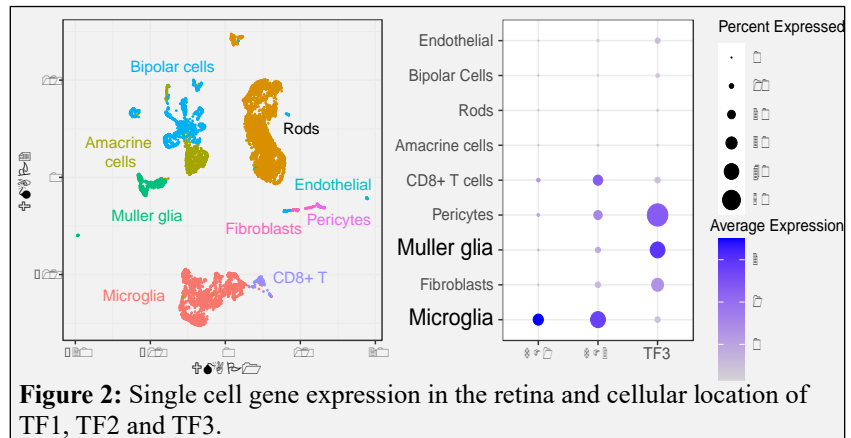 Percent Expressed
Average Expression
Bipolar cells
Amacrine
cells
Rods
Muller glia
Endothelial
Fibroblasts
Pericytes
CD8+ T
Microglia
Endothelial
Bipolar Cells
Rods
Amacrine cells
CD8+ T cells
Pericytes
Muller glia
Fibroblasts
Microglia
TF3
Figure 2: Single cell gene expression in the retina and cellular location of
TF1, TF2 and TF3.